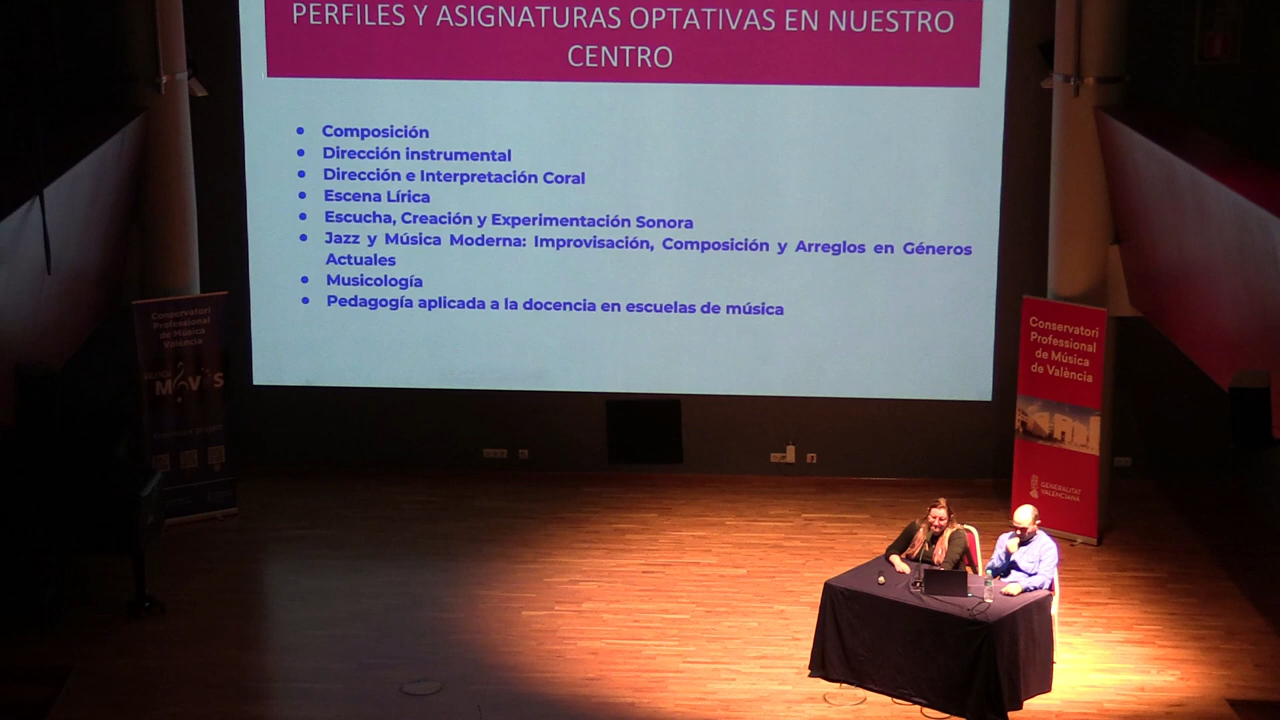 PERFILES Y ASIGNATURAS OPTATIVAS EN NUESTRO
CENTRO
• Composición
• Dirección instrumental
• Dirección e Interpretación Coral
• Escena Lírica
• Escucha, Creación y Experimentación Sonora
• Jazz y Música Moderna: Improvisación, Composición y Arreglos en Géneros
Actuales
• Musicología
• Pedagogía aplicada a la docencia en escuelas de música
Conservatori
Professional
de Música
València
Conservatori
Professional
de Música
de València
GENERALITAT
VALENCIANA